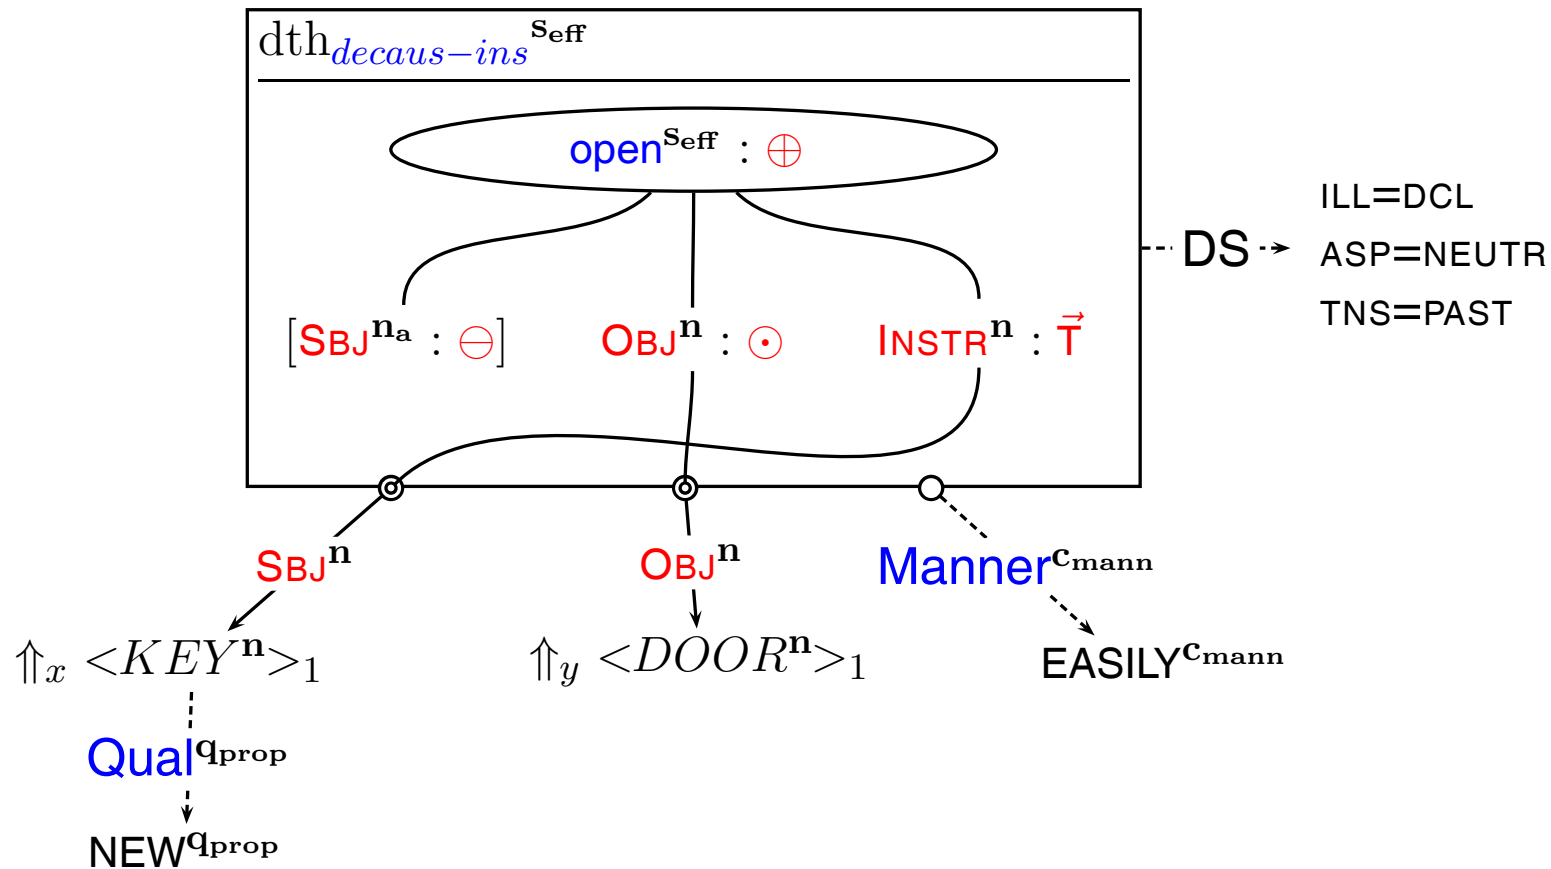 dth_decaus−ins^s_eff
open^s_eff : ⊕
ILL=DCL
DS
ASP=NEUTR
TNS=PAST
[SBJ^n_a : ⊖] OBJ^n : ⊙ INSTR^n : T⃗
SBJ^n OBJ^n Manner^c_mann
⇑_x <KEY^n>_1 ⇑_y <DOOR^n>_1 EASILY^c_mann
Qual^q_prop
NEW^q_prop